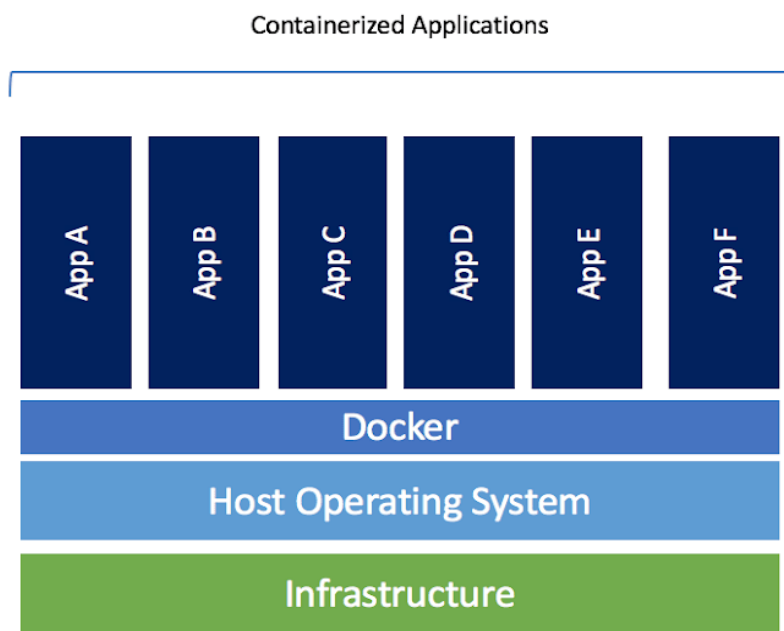 Containerized Applications
App A
App B
App C
App D
App E
App F
Docker
Host Operating System
Infrastructure